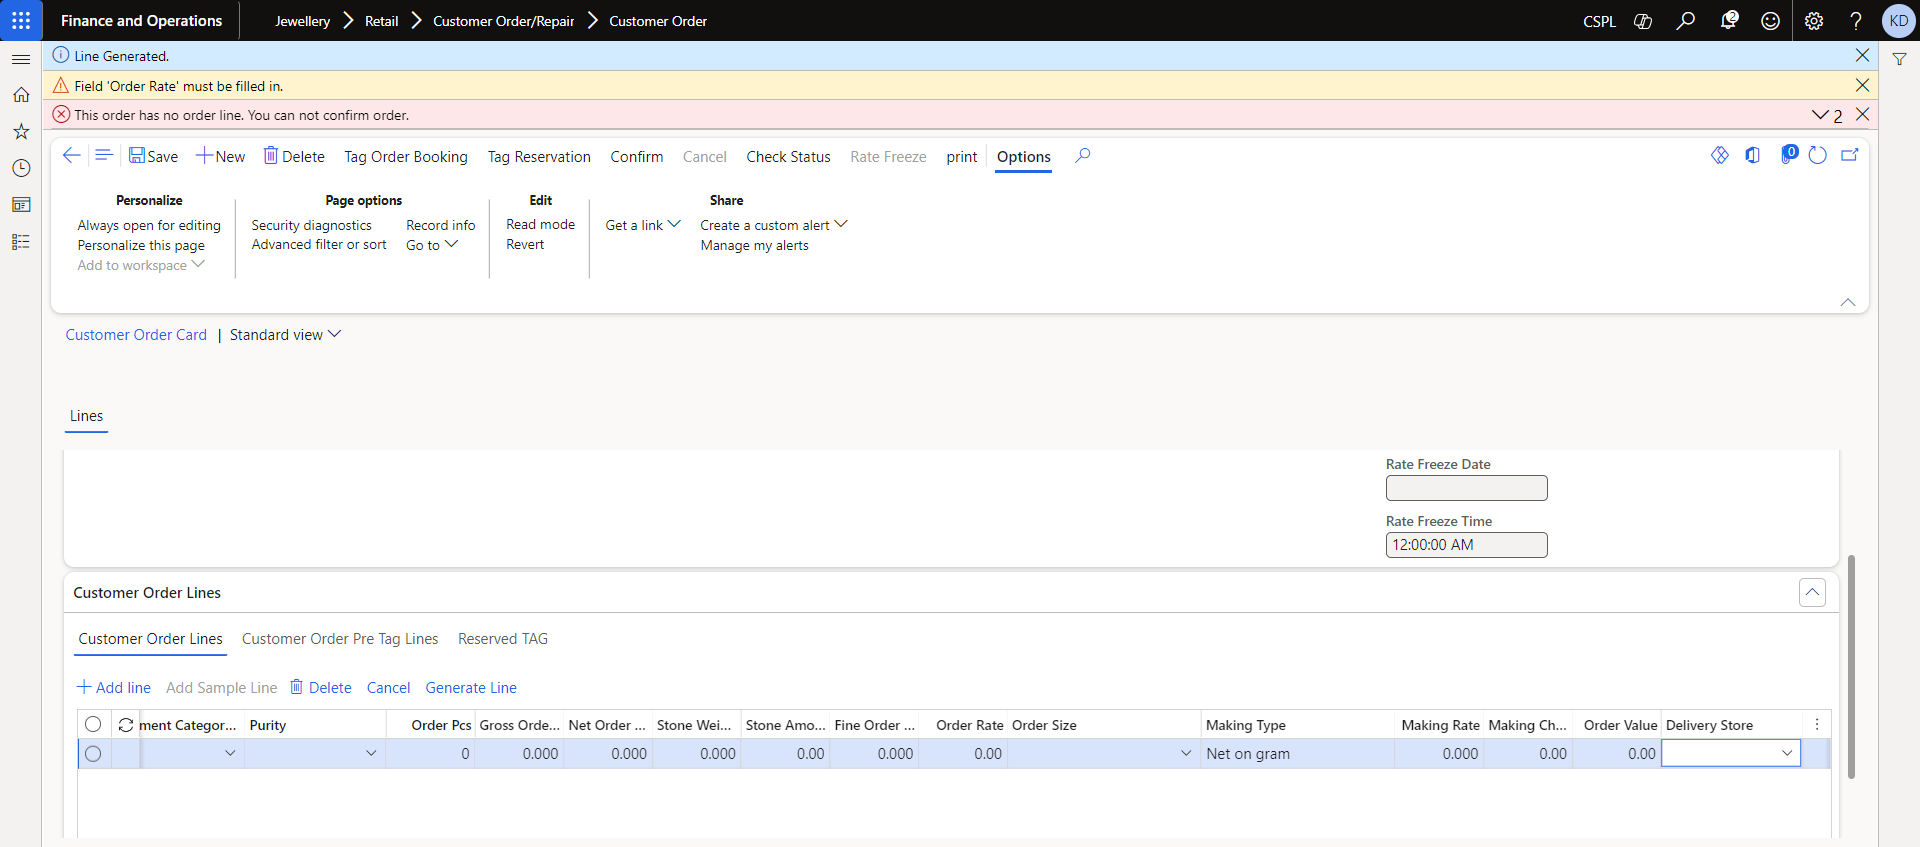 Finance and Operations
Jewellery > Retail > Customer Order/Repair > Customer Order
CSPL
2
KD
Line Generated.
Field 'Order Rate' must be filled in.
This order has no order line. You can not confirm order.
2
Save New Delete Tag Order Booking Tag Reservation Confirm Cancel Check Status Rate Freeze print Options
0
Personalize
Always open for editing
Personalize this page
Add to workspace
Page options
Security diagnostics
Advanced filter or sort
Record info
Go to
Edit
Read mode
Revert
Share
Get a link
Create a custom alert
Manage my alerts
Customer Order Card | Standard view
Lines
Rate Freeze Date
Rate Freeze Time
12:00:00 AM
Customer Order Lines
Customer Order Lines Customer Order Pre Tag Lines Reserved TAG
+ Add line Add Sample Line Delete Cancel Generate Line
ment Categor... Purity Order Pcs Gross Orde... Net Order ... Stone Wei... Stone Amo... Fine Order ... Order Rate Order Size Making Type Making Rate Making Ch... Order Value Delivery Store
0 0.000 0.000 0.000 0.00 0.000 0.00 Net on gram 0.000 0.00 0.00